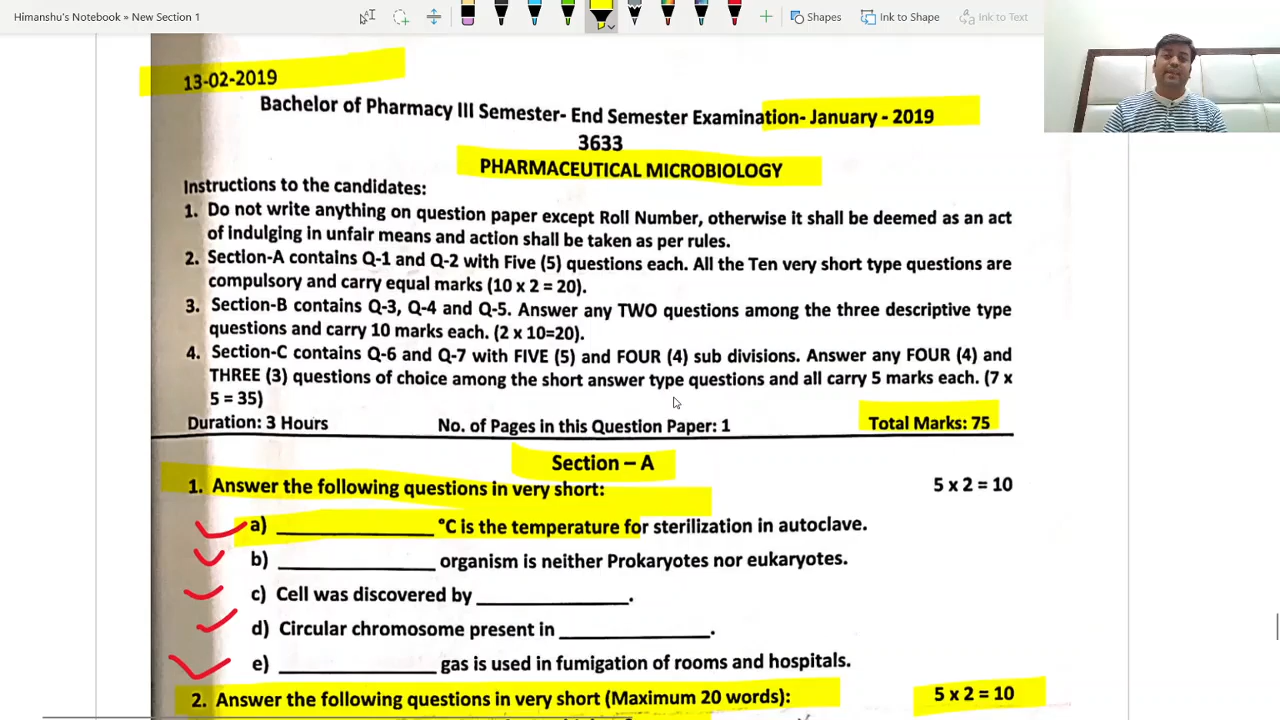 Himanshu's Notebook » New Section 1
Shapes
Ink to Shape
Ink to Text
13-02-2019
Bachelor of Pharmacy III Semester- End Semester Examination- January - 2019
3633
PHARMACEUTICAL MICROBIOLOGY
Instructions to the candidates:
1. Do not write anything on question paper except Roll Number, otherwise it shall be deemed as an act
of indulging in unfair means and action shall be taken as per rules.
2. Section-A contains Q-1 and Q-2 with Five (5) questions each. All the Ten very short type questions are
compulsory and carry equal marks (10 x 2 = 20).
3. Section-B contains Q-3, Q-4 and Q-5. Answer any TWO questions among the three descriptive type
questions and carry 10 marks each. (2 x 10=20).
4. Section-C contains Q-6 and Q-7 with FIVE (5) and FOUR (4) sub divisions. Answer any FOUR (4) and
THREE (3) questions of choice among the short answer type questions and all carry 5 marks each. (7 x
5 = 35)
Duration: 3 Hours No. of Pages in this Question Paper: 1 Total Marks: 75
Section – A
1. Answer the following questions in very short: 5 x 2 = 10
a) ______________ °C is the temperature for sterilization in autoclave.
b) ______________ organism is neither Prokaryotes nor eukaryotes.
c) Cell was discovered by ______________.
d) Circular chromosome present in ______________.
e) ______________ gas is used in fumigation of rooms and hospitals.
2. Answer the following questions in very short (Maximum 20 words): 5 x 2 = 10